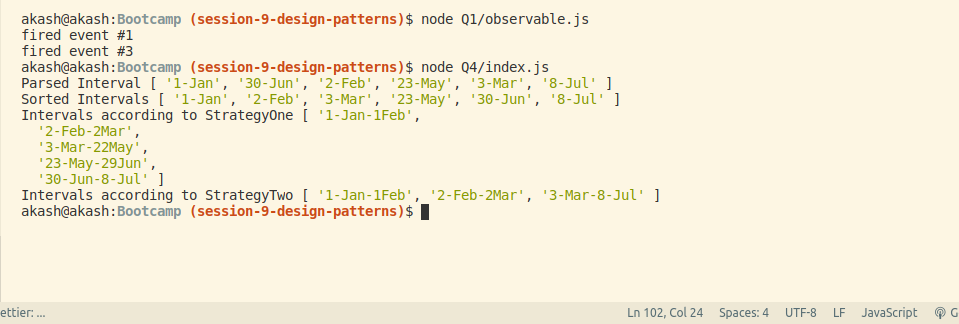 akash@akash:Bootcamp (session-9-design-patterns)$ node Q1/observable.js
fired event #1
fired event #3
akash@akash:Bootcamp (session-9-design-patterns)$ node Q4/index.js
Parsed Interval [ '1-Jan', '30-Jun', '2-Feb', '23-May', '3-Mar', '8-Jul' ]
Sorted Intervals [ '1-Jan', '2-Feb', '3-Mar', '23-May', '30-Jun', '8-Jul' ]
Intervals according to StrategyOne [ '1-Jan-1Feb',
'2-Feb-2Mar',
'3-Mar-22May',
'23-May-29Jun',
'30-Jun-8-Jul' ]
Intervals according to StrategyTwo [ '1-Jan-1Feb', '2-Feb-2Mar', '3-Mar-8-Jul' ]
akash@akash:Bootcamp (session-9-design-patterns)$
ettier: ... Ln 102, Col 24 Spaces: 4 UTF-8 LF JavaScript G